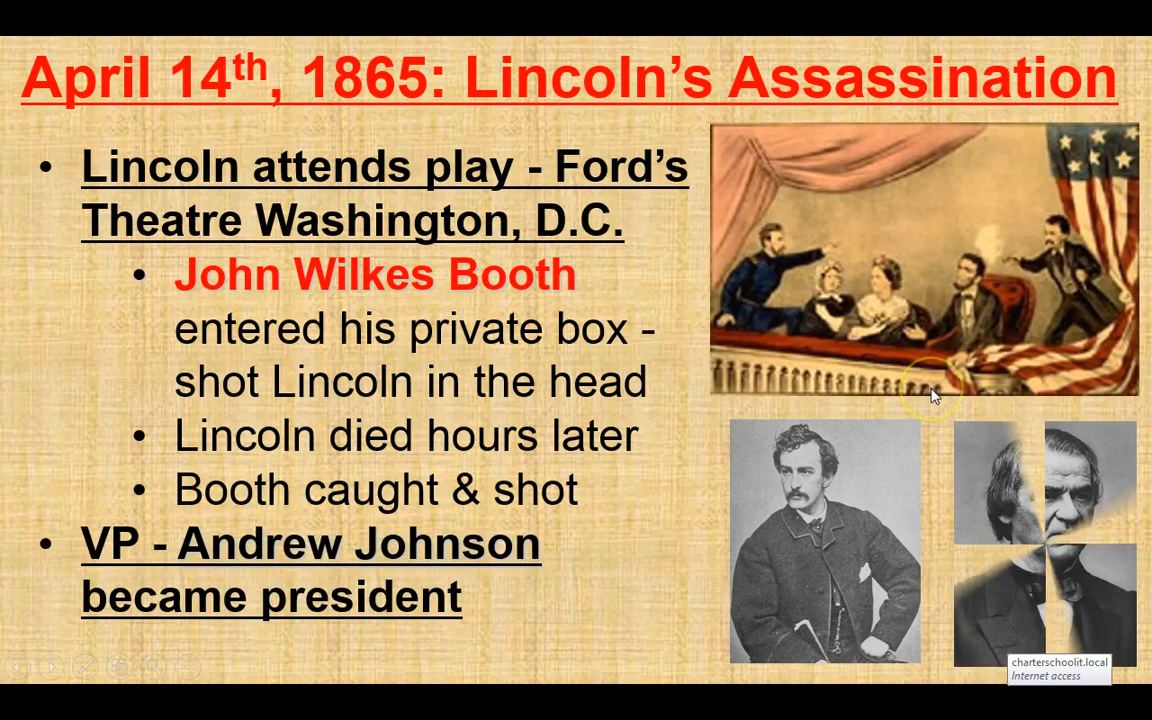 April 14th, 1865: Lincoln’s Assassination
• Lincoln attends play - Ford’s
Theatre Washington, D.C.
• John Wilkes Booth
entered his private box -
shot Lincoln in the head
• Lincoln died hours later
• Booth caught & shot
• VP - Andrew Johnson
became president
charterschoolit.local
Internet access